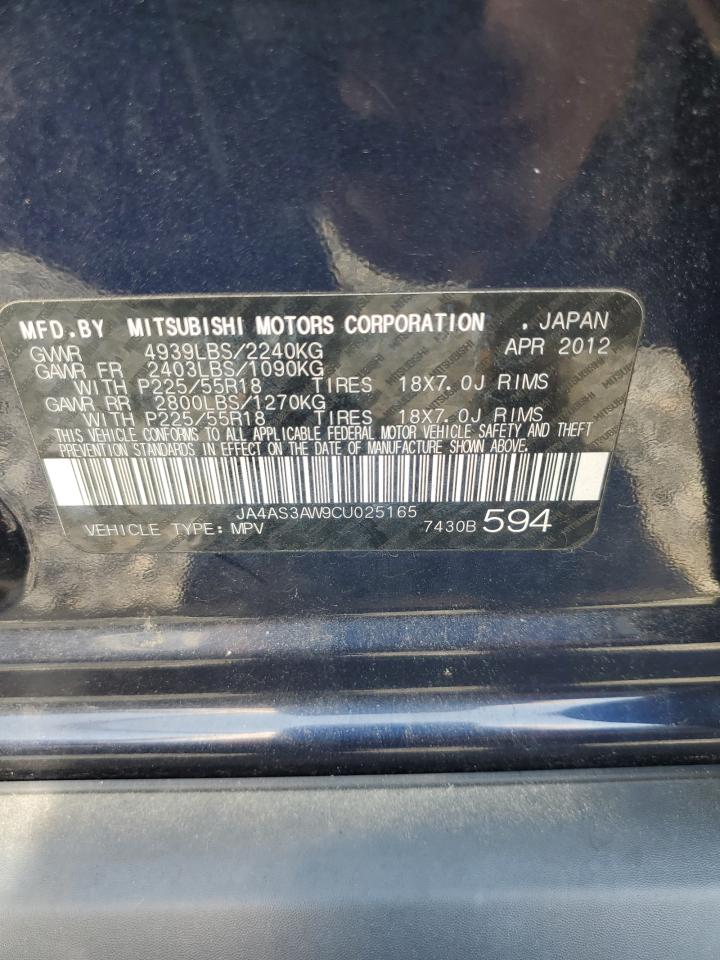 MFD.BY MITSUBISHI MOTORS CORPORATION . JAPAN
GVWR 4939LBS/2240KG APR 2012
GAWR FR 2403LBS/1090KG
WITH P225/55R18 TIRES 18X7.0J RIMS
GAWR RR 2800LBS/1270KG
WITH P225/55R18 TIRES 18X7.0J RIMS
THIS VEHICLE CONFORMS TO ALL APPLICABLE FEDERAL MOTOR VEHICLE SAFETY AND THEFT
PREVENTION STANDARDS IN EFFECT ON THE DATE OF MANUFACTURE SHOWN ABOVE.
JA4AS3AW9CU025165
VEHICLE TYPE: MPV 7430B 594